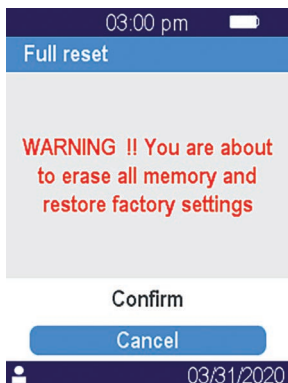 03:00 pm
Full reset
WARNING !! You are about
to erase all memory and
restore factory settings
Confirm
Cancel
03/31/2020